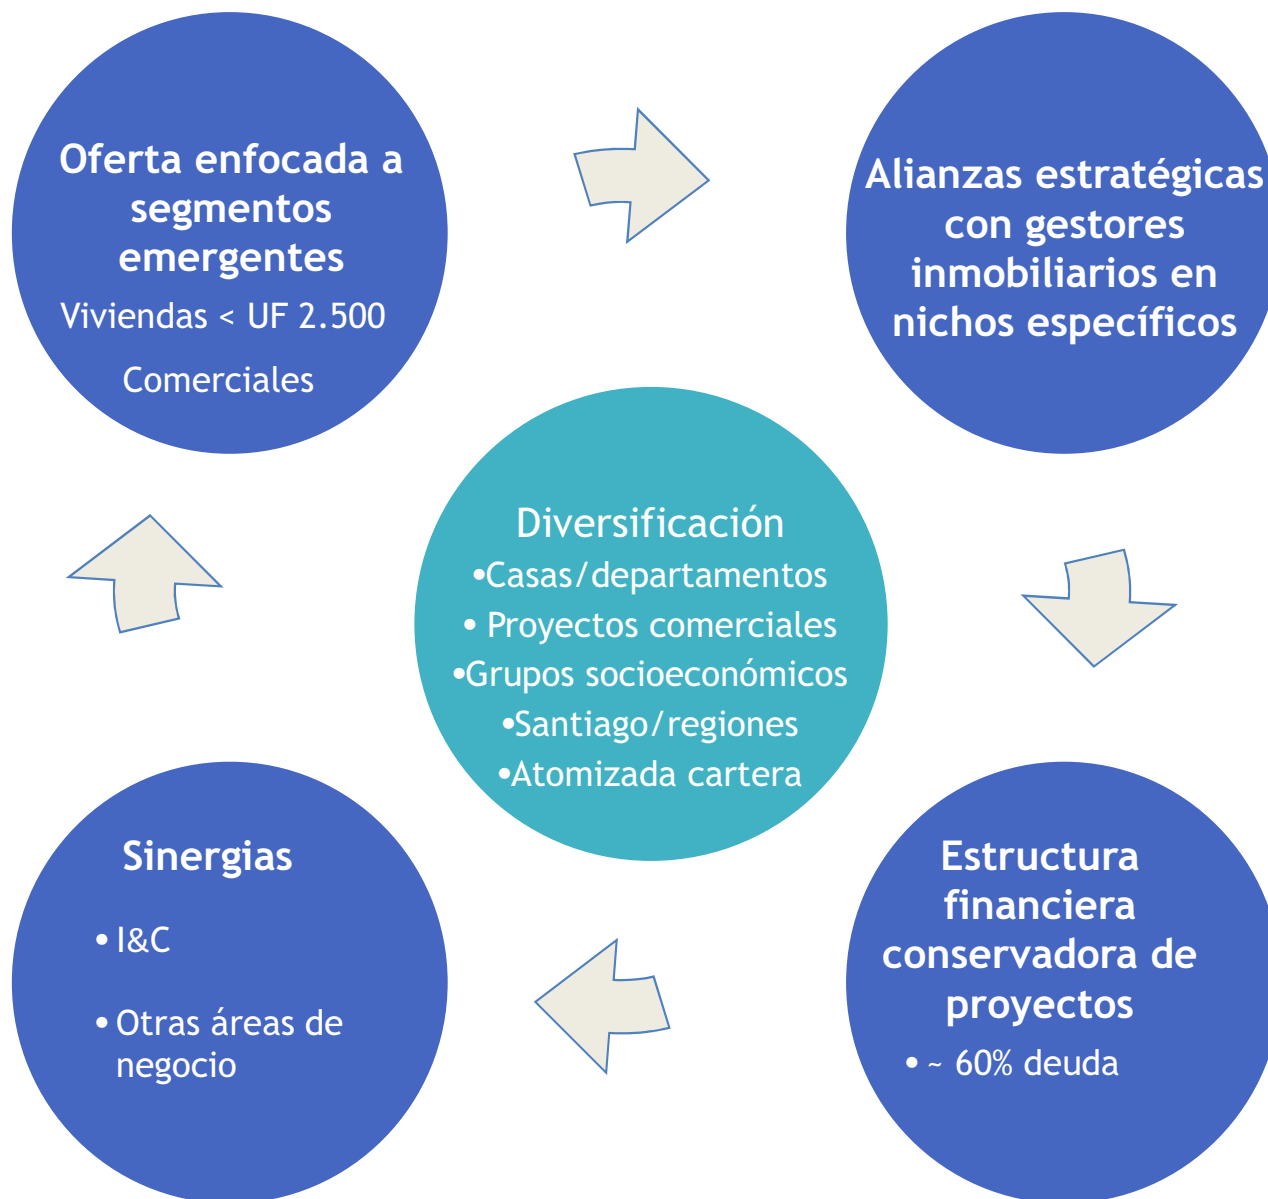 Oferta enfocada a
segmentos
emergentes
Viviendas < UF 2.500
Comerciales
Alianzas estratégicas
con gestores
inmobiliarios en
nichos específicos
Diversificación
•Casas/departamentos
• Proyectos comerciales
•Grupos socioeconómicos
•Santiago/regiones
•Atomizada cartera
Sinergias
• I&C
• Otras áreas de
negocio
Estructura
financiera
conservadora de
proyectos
• ~ 60% deuda